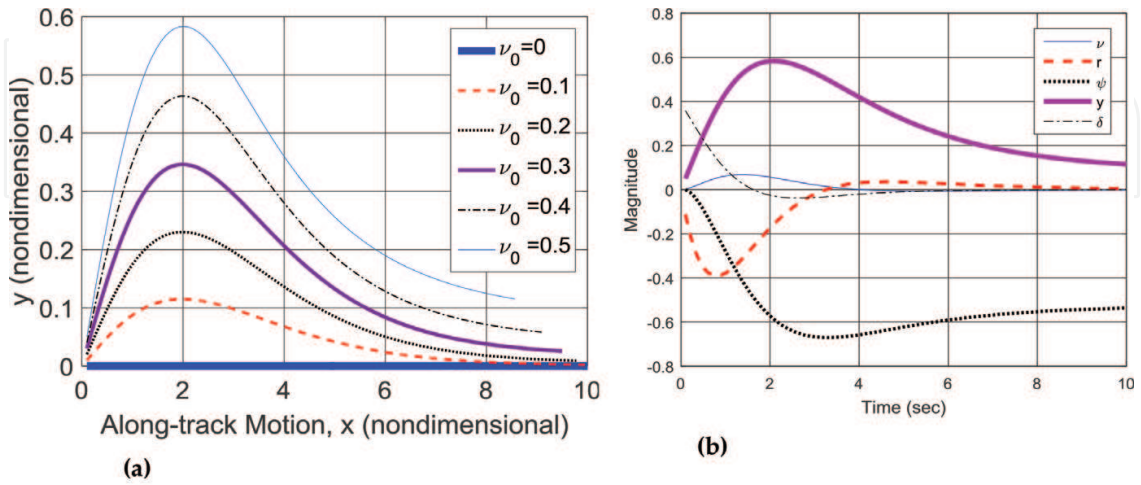 0.6
0.5
0.4
0.3
0.2
0.1
0
y (nondimensional)
0
2
4
6
8
10
Along-track Motion, x (nondimensional)
ν0=0
ν0=0.1
ν0=0.2
ν0=0.3
ν0=0.4
ν0=0.5
(a)
0.8
0.6
0.4
0.2
0
-0.2
-0.4
-0.6
-0.8
Magnitude
0
2
4
6
8
10
Time (sec)
ν
r
ψ
y
δ
(b)